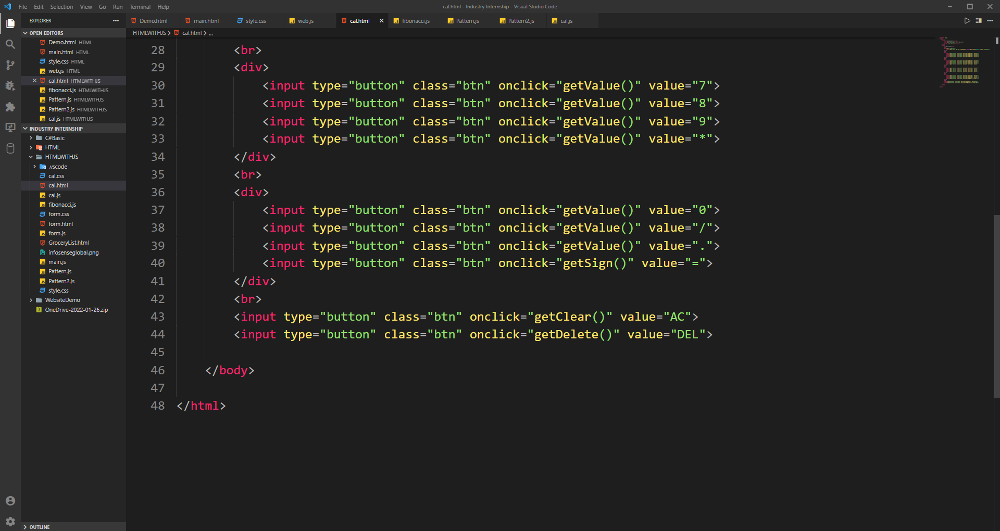 File Edit Selection View Go Run Terminal Help
cal.html - Industry Internship - Visual Studio Code
EXPLORER
Demo.html main.html style.css web.js cal.html fibonacci.js Pattern.js Pattern2.js cal.js
HTMLWITHJS > cal.html > ...
OPEN EDITORS
Demo.html HTML
main.html HTML
style.css HTML
web.js HTML
cal.html HTMLWITHJS
fibonacci.js HTMLWITHJS
Pattern.js HTMLWITHJS
Pattern2.js HTMLWITHJS
cal.js HTMLWITHJS
INDUSTRY INTERNSHIP
C#Basic
HTML
HTMLWITHJS
.vscode
cal.css
cal.html
cal.js
fibonacci.js
form.css
form.html
form.js
GroceryList.html
infosenseglobal.png
main.js
Pattern.js
Pattern2.js
style.css
WebsiteDemo
OneDrive-2022-01-26.zip
OUTLINE
28 <br>
29 <div>
30 <input type="button" class="btn" onclick="getValue()" value="7">
31 <input type="button" class="btn" onclick="getValue()" value="8">
32 <input type="button" class="btn" onclick="getValue()" value="9">
33 <input type="button" class="btn" onclick="getValue()" value="*">
34 </div>
35 <br>
36 <div>
37 <input type="button" class="btn" onclick="getValue()" value="0">
38 <input type="button" class="btn" onclick="getValue()" value="/">
39 <input type="button" class="btn" onclick="getValue()" value=".">
40 <input type="button" class="btn" onclick="getSign()" value="=">
41 </div>
42 <br>
43 <input type="button" class="btn" onclick="getClear()" value="AC">
44 <input type="button" class="btn" onclick="getDelete()" value="DEL">
45
46 </body>
47
48 </html>